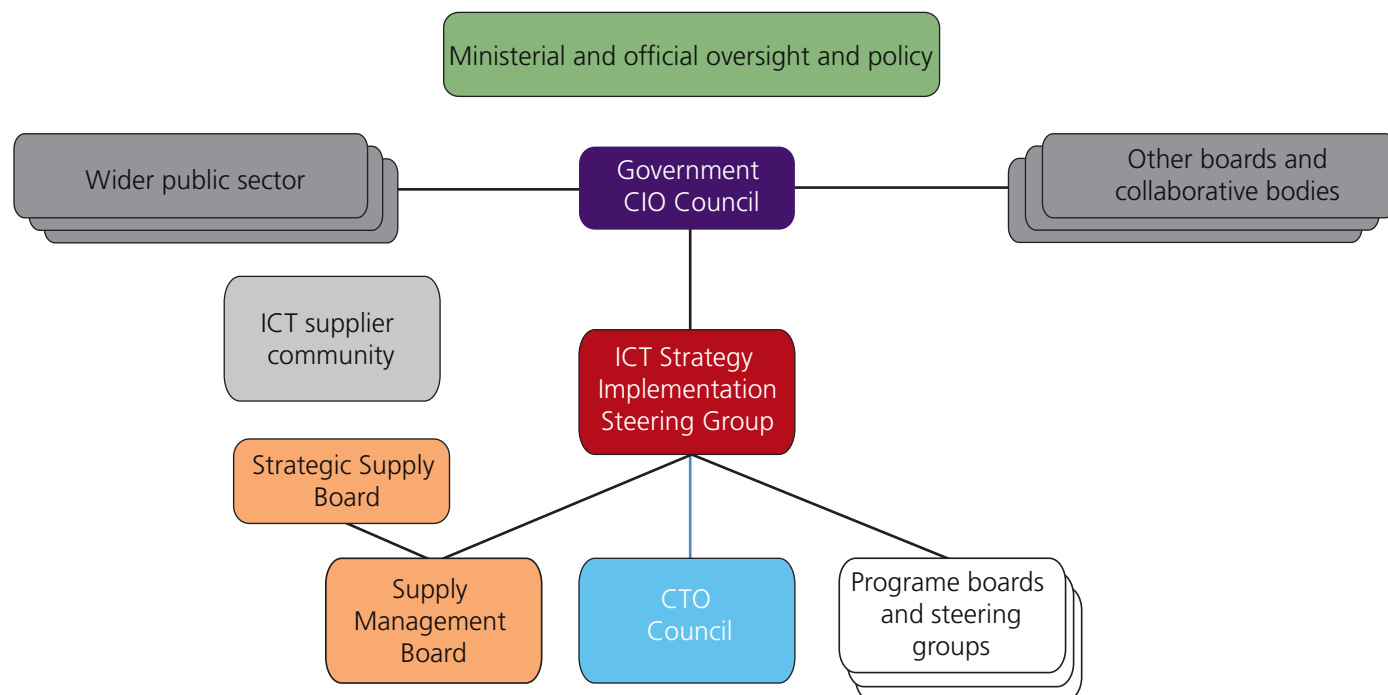 Ministerial and official oversight and policy
Wider public sector
Government
CIO Council
Other boards and
collaborative bodies
ICT supplier
community
ICT Strategy
Implementation
Steering Group
Strategic Supply
Board
Supply
Management
Board
CTO
Council
Programe boards
and steering
groups